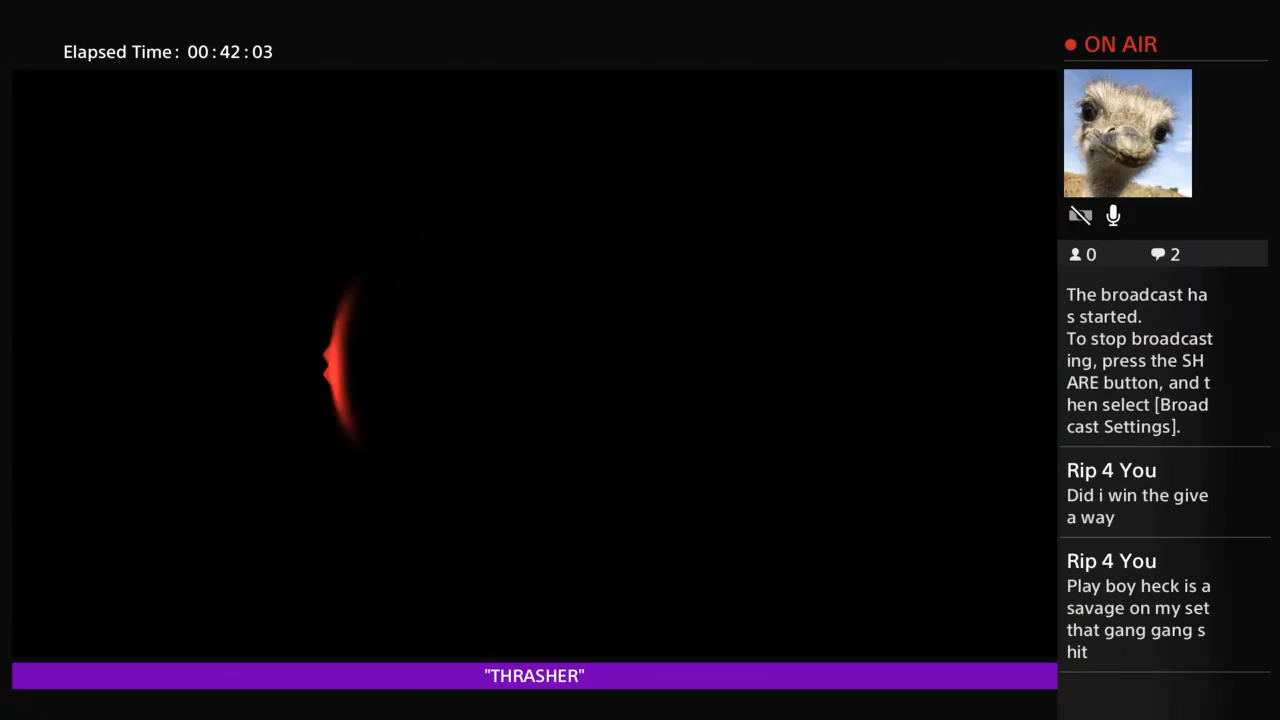 Elapsed Time: 00:42:03
ON AIR
0 2
The broadcast ha
s started.
To stop broadcast
ing, press the SH
ARE button, and t
hen select [Broad
cast Settings].
Rip 4 You
Did i win the give
a way
Rip 4 You
Play boy heck is a
savage on my set
that gang gang s
hit
"THRASHER"